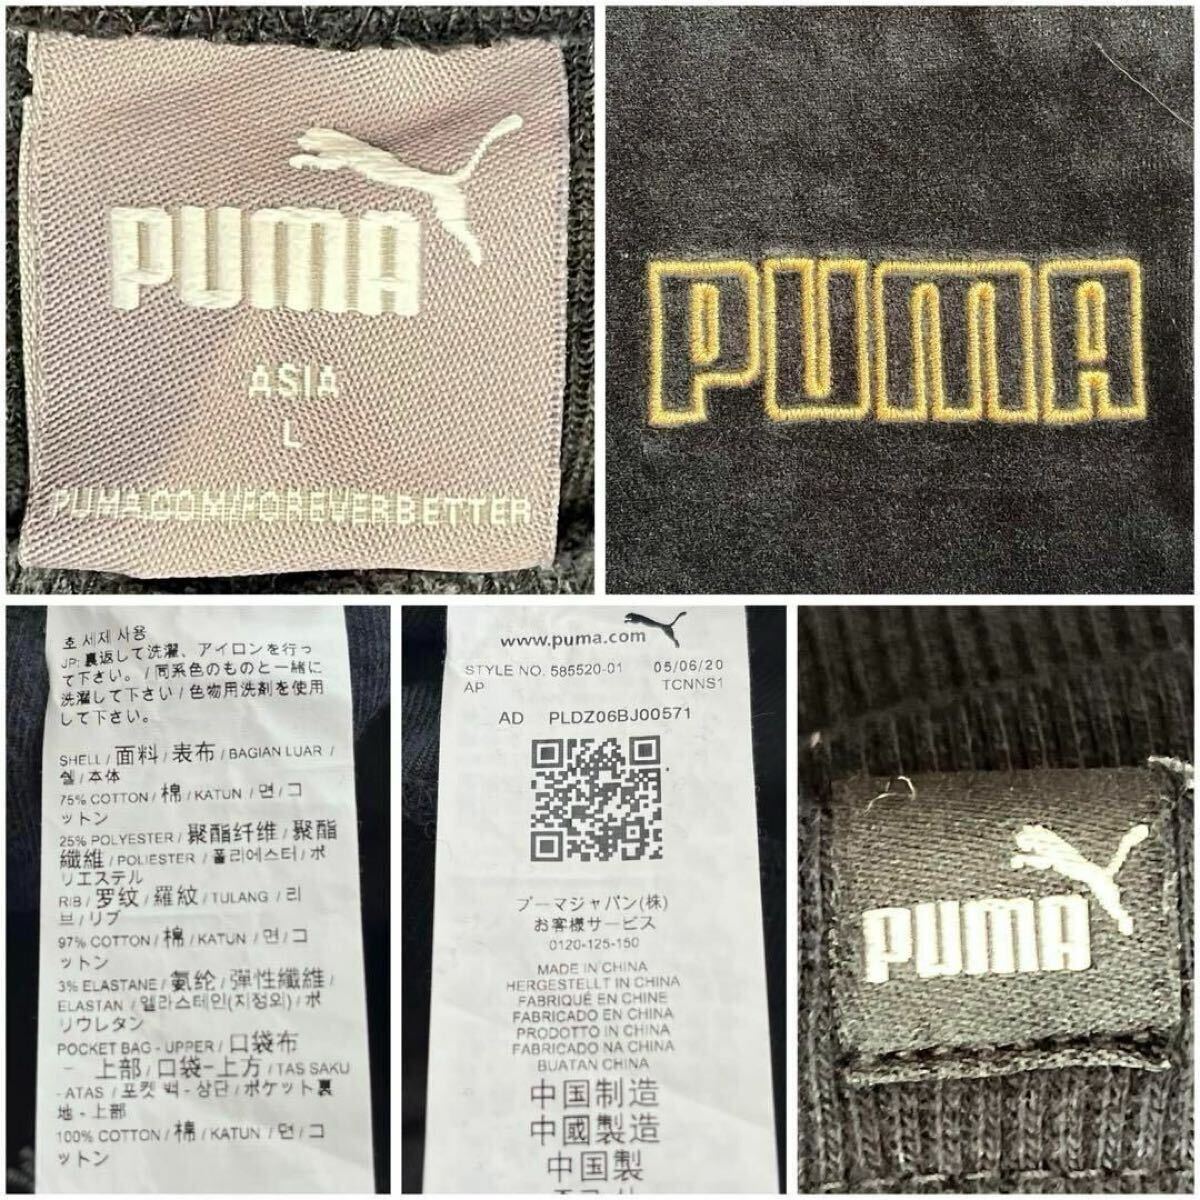 PUMA
ASIA
L
PUMA.COM/FOREVERBETTER
PUMA
호 세제 사용
JP: 裏返して洗濯、アイロンを行っ
て下さい。/ 同系色のものと一緒に
洗濯して下さい / 色物用洗剤を使用
して下さい。
SHELL / 面料 / 表布 / BAGIAN LUAR /
쉘 / 本体
75% COTTON / 棉 / KATUN / 면 / コ
ットン
25% POLYESTER / 聚酯纤维 / 聚酯
纖維 / POLIESTER / 폴리에스터 / ポ
リエステル
RIB / 罗纹 / 羅紋 / TULANG / 리
브 / リブ
97% COTTON / 棉 / KATUN / 면 / コ
ットン
3% ELASTANE / 氨纶 / 彈性纖維 /
ELASTAN / 엘라스테인(지정외) / ポ
リウレタン
POCKET BAG - UPPER / 口袋布
- 上部 / 口袋-上方 / TAS SAKU
- ATAS / 포켓 백 - 상단 / ポケット裏
地 - 上部
100% COTTON / 棉 / KATUN / 면 / コ
ットン
www.puma.com
STYLE NO. 585520-01 05/06/20
AP TCNNS1
AD PLDZ06BJ00571
プーマジャパン(株)
お客様サービス
0120-125-150
MADE IN CHINA
HERGESTELLT IN CHINA
FABRIQUÉ EN CHINE
FABRICADO EN CHINA
PRODOTTO IN CHINA
FABRICADO NA CHINA
BUATAN CHINA
中国制造
中國製造
中国製
PUMA